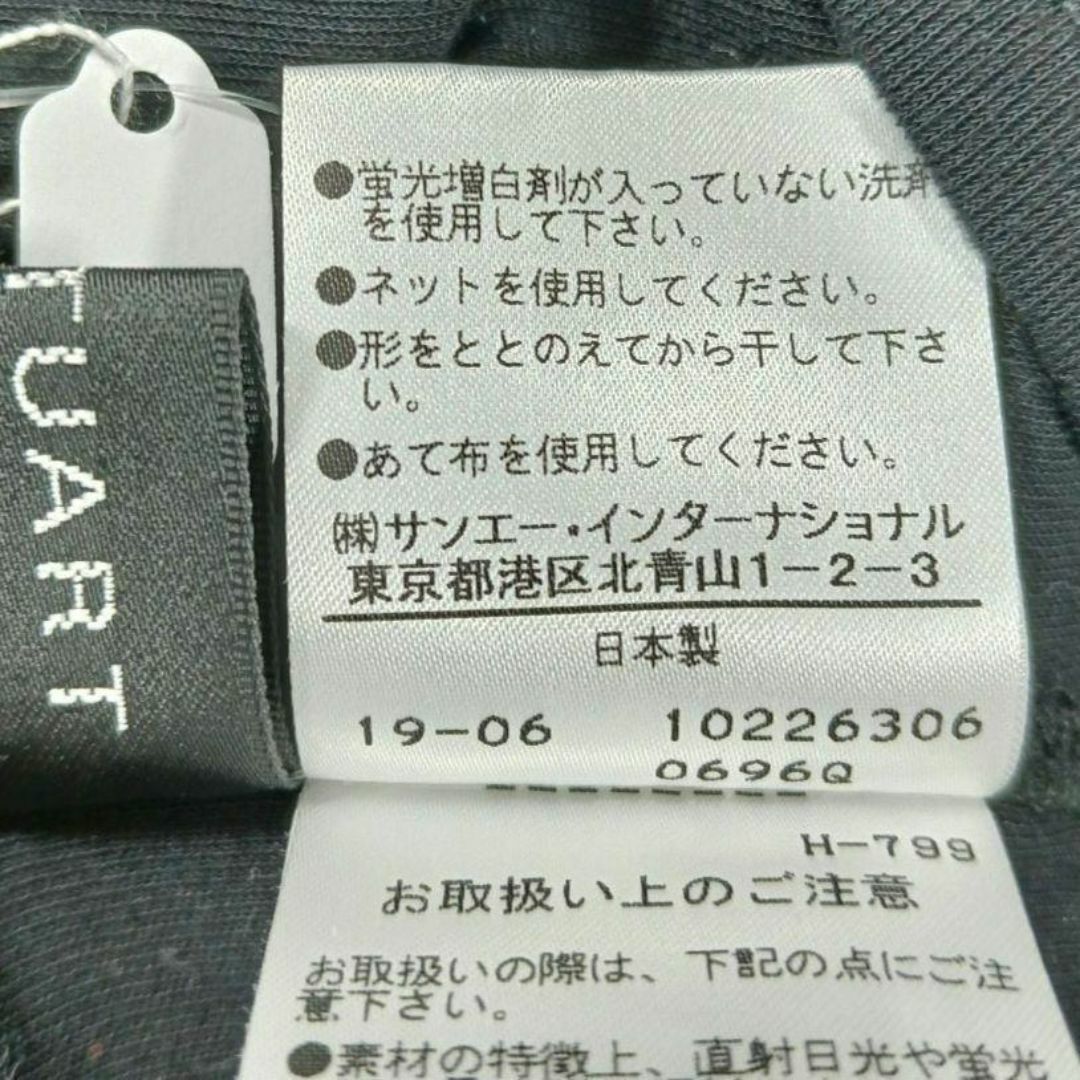 ●蛍光増白剤が入っていない洗剤
を使用して下さい。
●ネットを使用してください。
●形をととのえてから干して下さ
い。
●あて布を使用してください。
㈱サンエー・インターナショナル
東京都港区北青山1-2-3
日本製
19-06 10226306
0696Q
TUART
H-799
お取扱い上のご注意
お取扱いの際は、下記の点にご注
意下さい。
●素材の特徴上、直射日光や蛍光